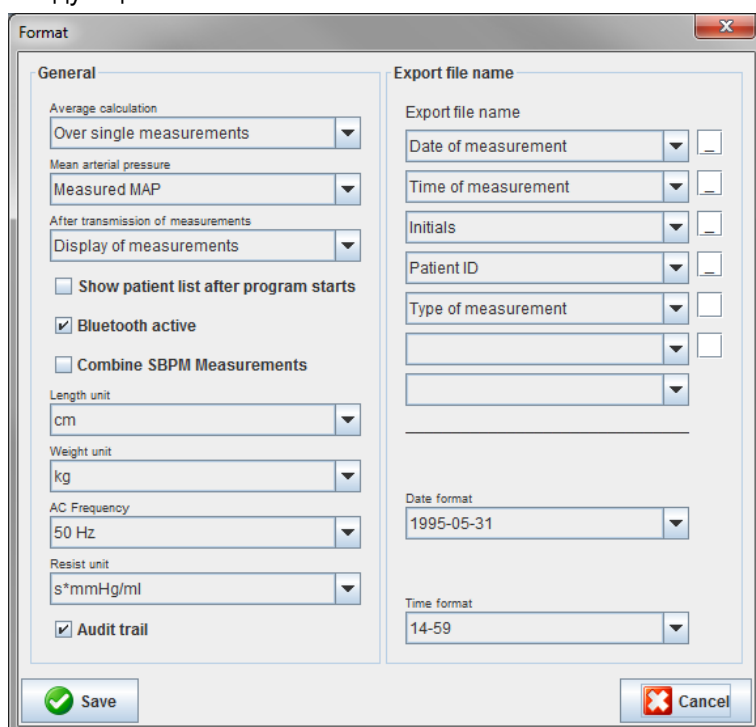 Format
General
Average calculation
Over single measurements
Mean arterial pressure
Measured MAP
After transmission of measurements
Display of measurements
Show patient list after program starts
Bluetooth active
Combine SBPM Measurements
Length unit
cm
Weight unit
kg
AC Frequency
50 Hz
Resist unit
s*mmHg/ml
Audit trail
Export file name
Export file name
Date of measurement _
Time of measurement _
Initials _
Patient ID _
Type of measurement
Date format
1995-05-31
Time format
14-59
Save
Cancel